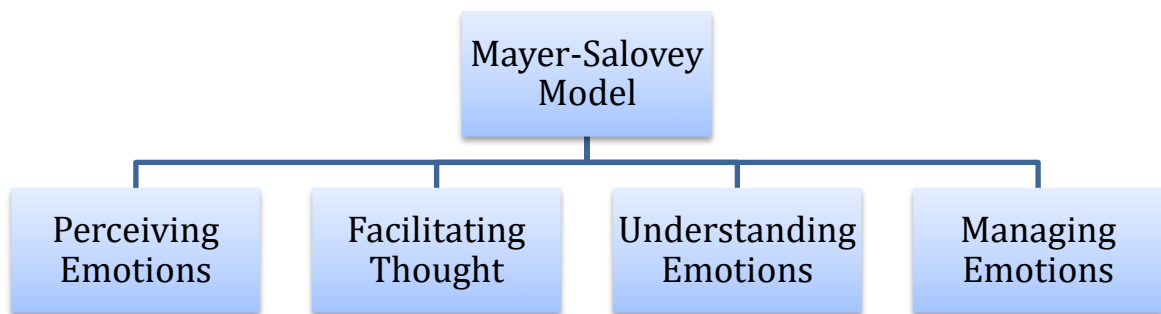 Mayer-Salovey
Model
Perceiving
Emotions
Facilitating
Thought
Understanding
Emotions
Managing
Emotions